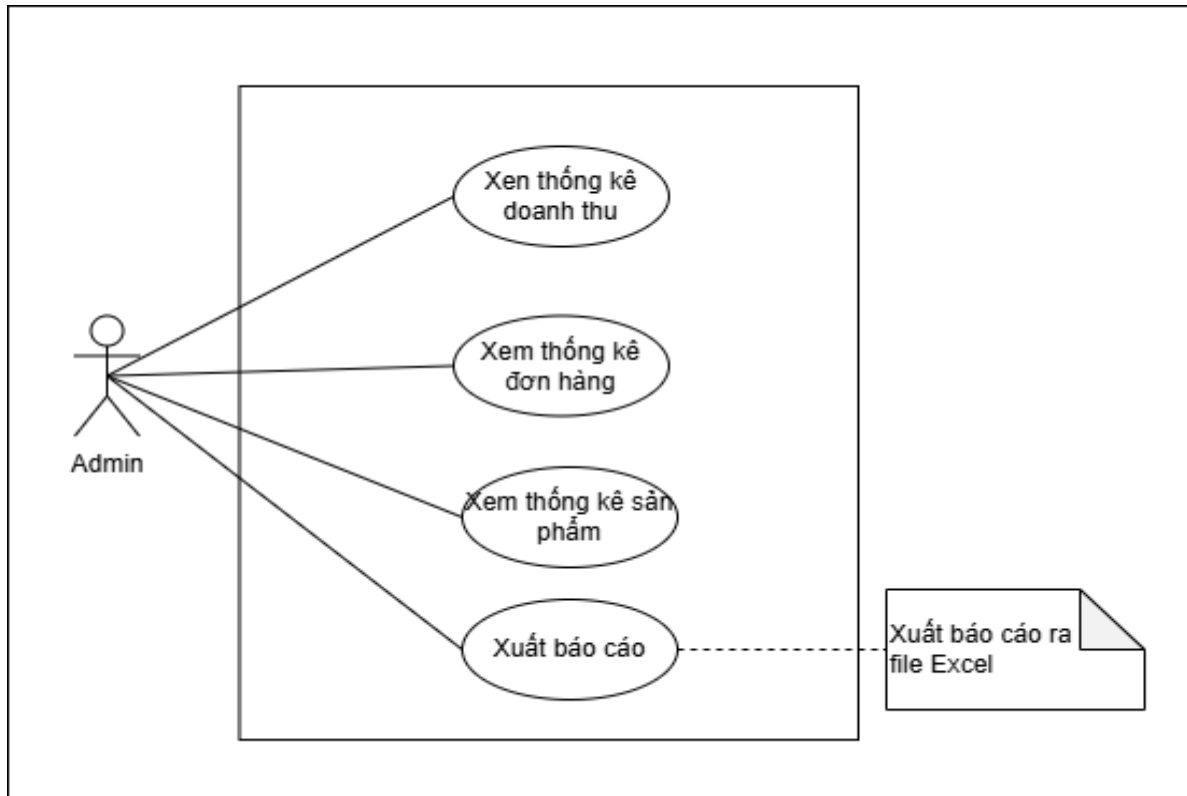 Xen thống kê
doanh thu
Xem thống kê
đơn hàng
Admin
Xem thống kê sản
phẩm
Xuất báo cáo
Xuất báo cáo ra
file Excel